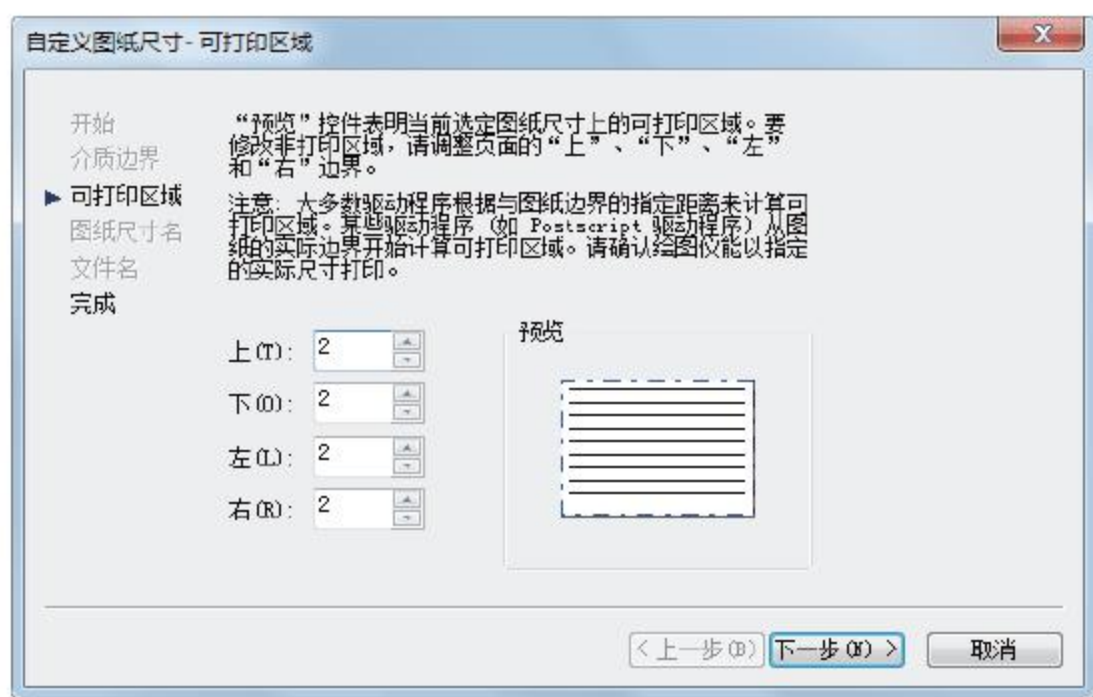 自定义图纸尺寸-可打印区域
X
开始
介质边界
可打印区域
图纸尺寸名
文件名
完成
“预览”控件表明当前选定图纸尺寸上的可打印区域。要
修改非打印区域，请调整页面的“上”、“下”、“左”
和“右”边界。
注意：大多数驱动程序根据与图纸边界的指定距离来计算可
打印区域。某些驱动程序（如 Postscript 驱动程序）从图
纸的实际边界开始计算可打印区域。请确认绘图仪能以指定
的实际尺寸打印。
上(T)： 2
下(O)： 2
左(L)： 2
右(R)： 2
预览
<上一步(B)
下一步(N) >
取消